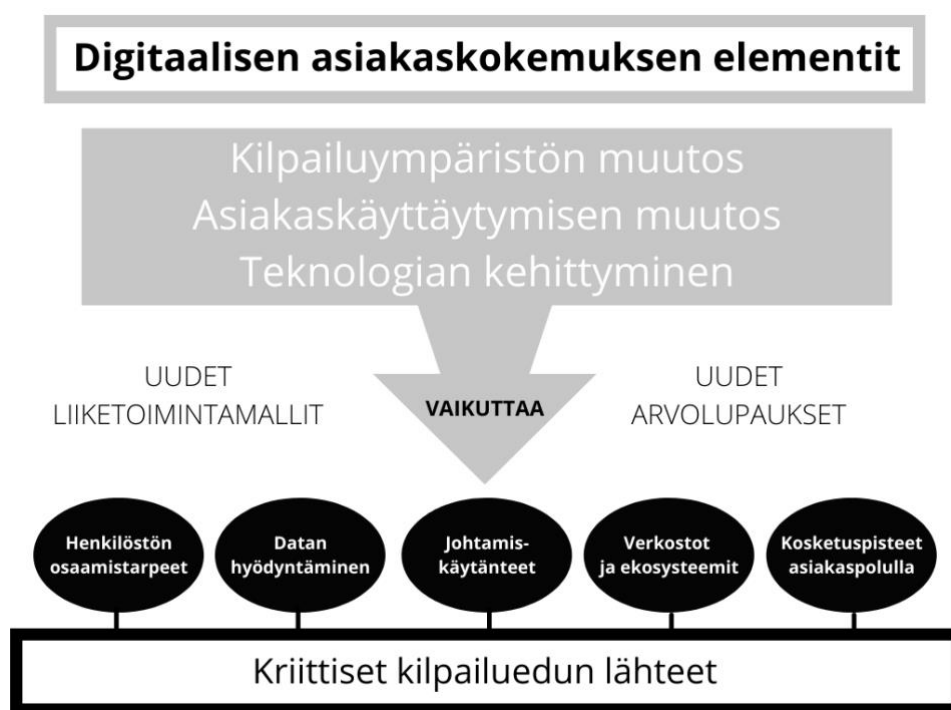 Digitaalisen asiakaskokemuksen elementit
Kilpailuympäristön muutos
Asiakaskäyttäytymisen muutos
Teknologian kehittyminen
UUDET
LIIKETOIMINTAMALLIT
VAIKUTTAA
UUDET
ARVOLUPAUKSET
Henkilöstön
osaamistarpeet
Datan
hyödyntäminen
Johtamis-
käytänteet
Verkostot
ja ekosysteemit
Kosketuspisteet
asiakaspolulla
Kriittiset kilpailuedun lähteet